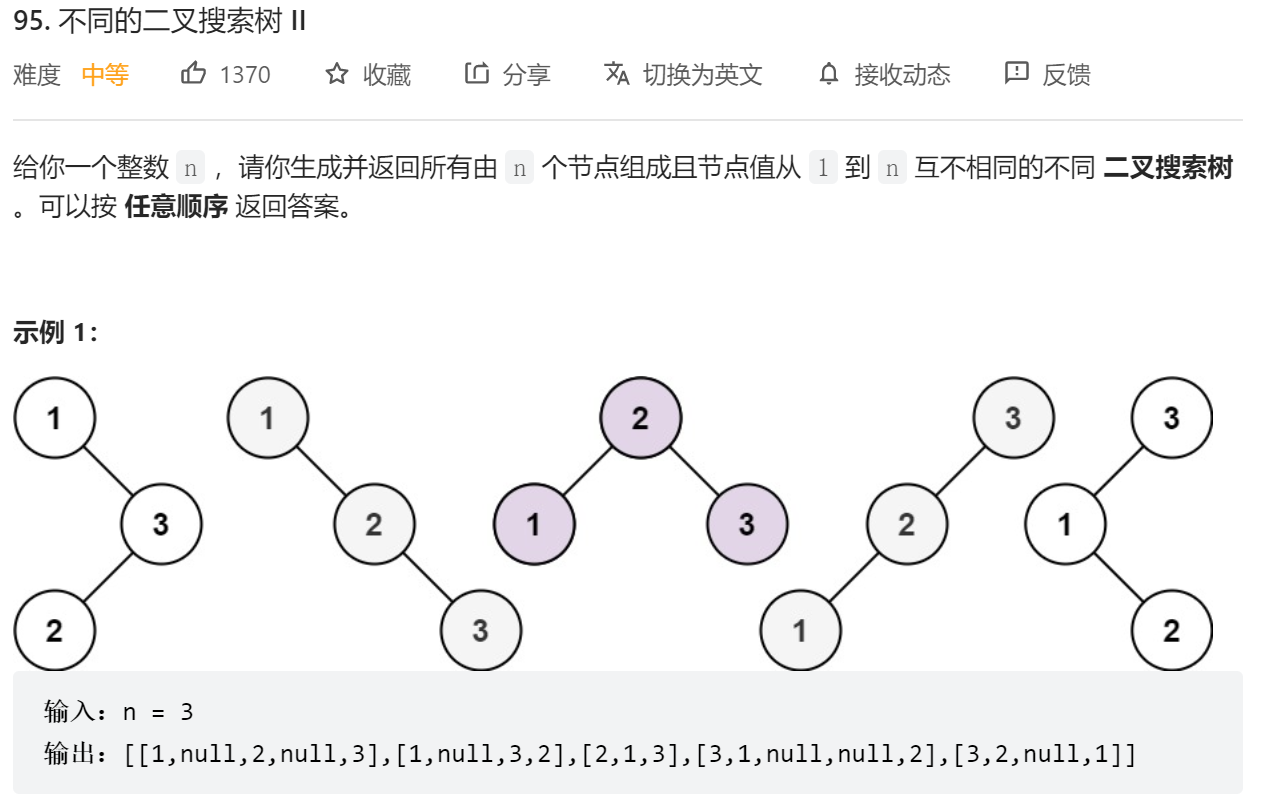 95. 不同的二叉搜索树 II
难度 中等 1370 收藏 分享 切换为英文 接收动态 反馈
给你一个整数 n ，请你生成并返回所有由 n 个节点组成且节点值从 1 到 n 互不相同的不同 二叉搜索树
。可以按 任意顺序 返回答案。
示例 1：
1 1 2 3 3
3 2 1 3 2 1
2 3 1 2
输入：n = 3
输出：[[1,null,2,null,3],[1,null,3,2],[2,1,3],[3,1,null,null,2],[3,2,null,1]]